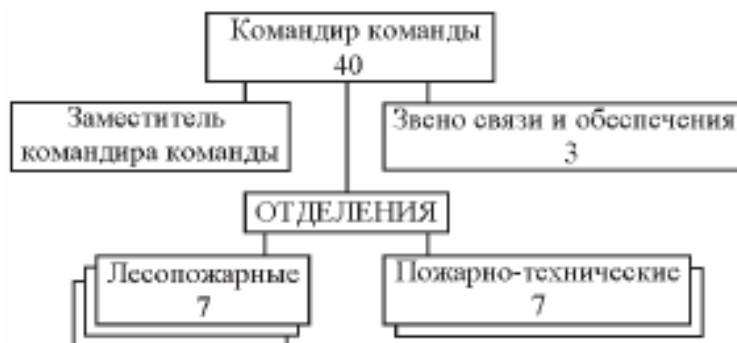 Командир команды
40
Заместитель
командира команды
Звено связи и обеспечения
3
ОТДЕЛЕНИЯ
Лесопожарные
7
Пожарно-технические
7